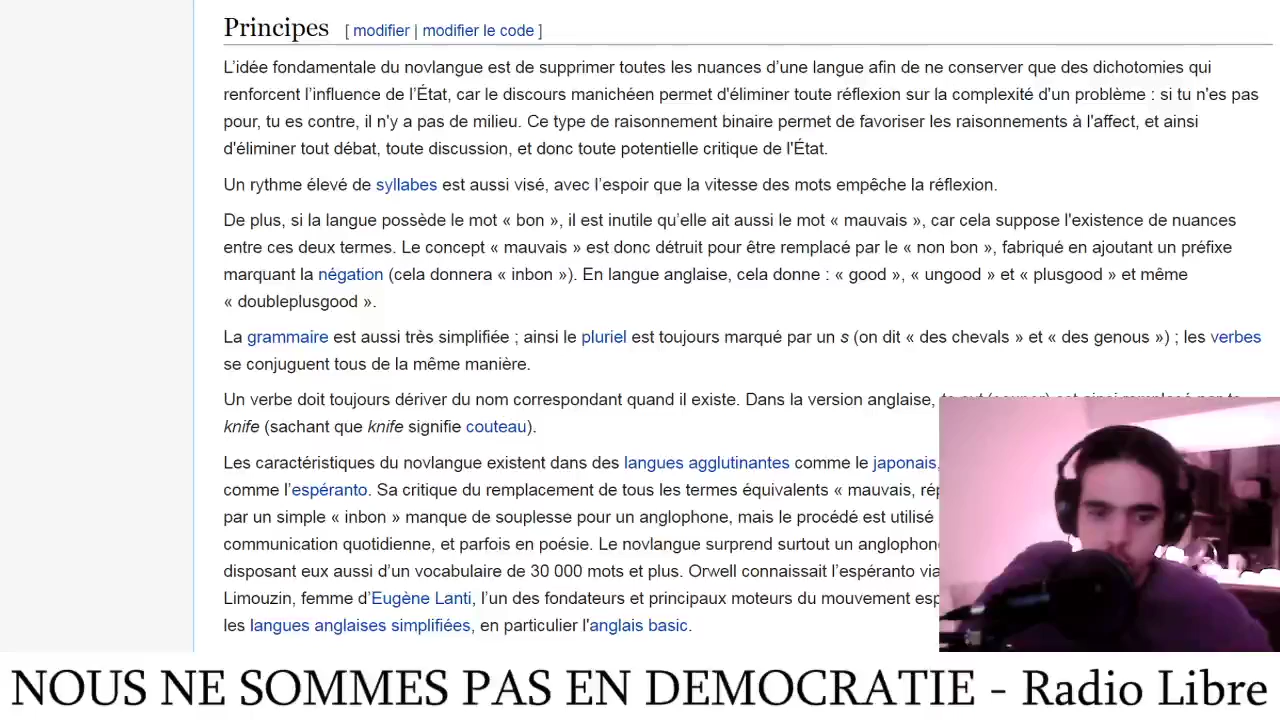 Principes [ modifier | modifier le code ]
L’idée fondamentale du novlangue est de supprimer toutes les nuances d’une langue afin de ne conserver que des dichotomies qui
renforcent l’influence de l’État, car le discours manichéen permet d'éliminer toute réflexion sur la complexité d'un problème : si tu n'es pas
pour, tu es contre, il n'y a pas de milieu. Ce type de raisonnement binaire permet de favoriser les raisonnements à l'affect, et ainsi
d'éliminer tout débat, toute discussion, et donc toute potentielle critique de l'État.
Un rythme élevé de syllabes est aussi visé, avec l’espoir que la vitesse des mots empêche la réflexion.
De plus, si la langue possède le mot « bon », il est inutile qu’elle ait aussi le mot « mauvais », car cela suppose l'existence de nuances
entre ces deux termes. Le concept « mauvais » est donc détruit pour être remplacé par le « non bon », fabriqué en ajoutant un préfixe
marquant la négation (cela donnera « inbon »). En langue anglaise, cela donne : « good », « ungood » et « plusgood » et même
« doubleplusgood ».
La grammaire est aussi très simplifiée ; ainsi le pluriel est toujours marqué par un s (on dit « des chevals » et « des genous ») ; les verbes
se conjuguent tous de la même manière.
Un verbe doit toujours dériver du nom correspondant quand il existe. Dans la version anglaise,
knife (sachant que knife signifie couteau).
Les caractéristiques du novlangue existent dans des langues agglutinantes comme le japonais,
comme l’espéranto. Sa critique du remplacement de tous les termes équivalents « mauvais,
par un simple « inbon » manque de souplesse pour un anglophone, mais le procédé est utilisé
communication quotidienne, et parfois en poésie. Le novlangue surprend surtout un
disposant eux aussi d’un vocabulaire de 30 000 mots et plus. Orwell connaissait l’espéranto
Limouzin, femme d’Eugène Lanti, l’un des fondateurs et principaux moteurs du mouvement
les langues anglaises simplifiées, en particulier l'anglais basic.
NOUS NE SOMMES PAS EN DEMOCRATIE - Radio Libre